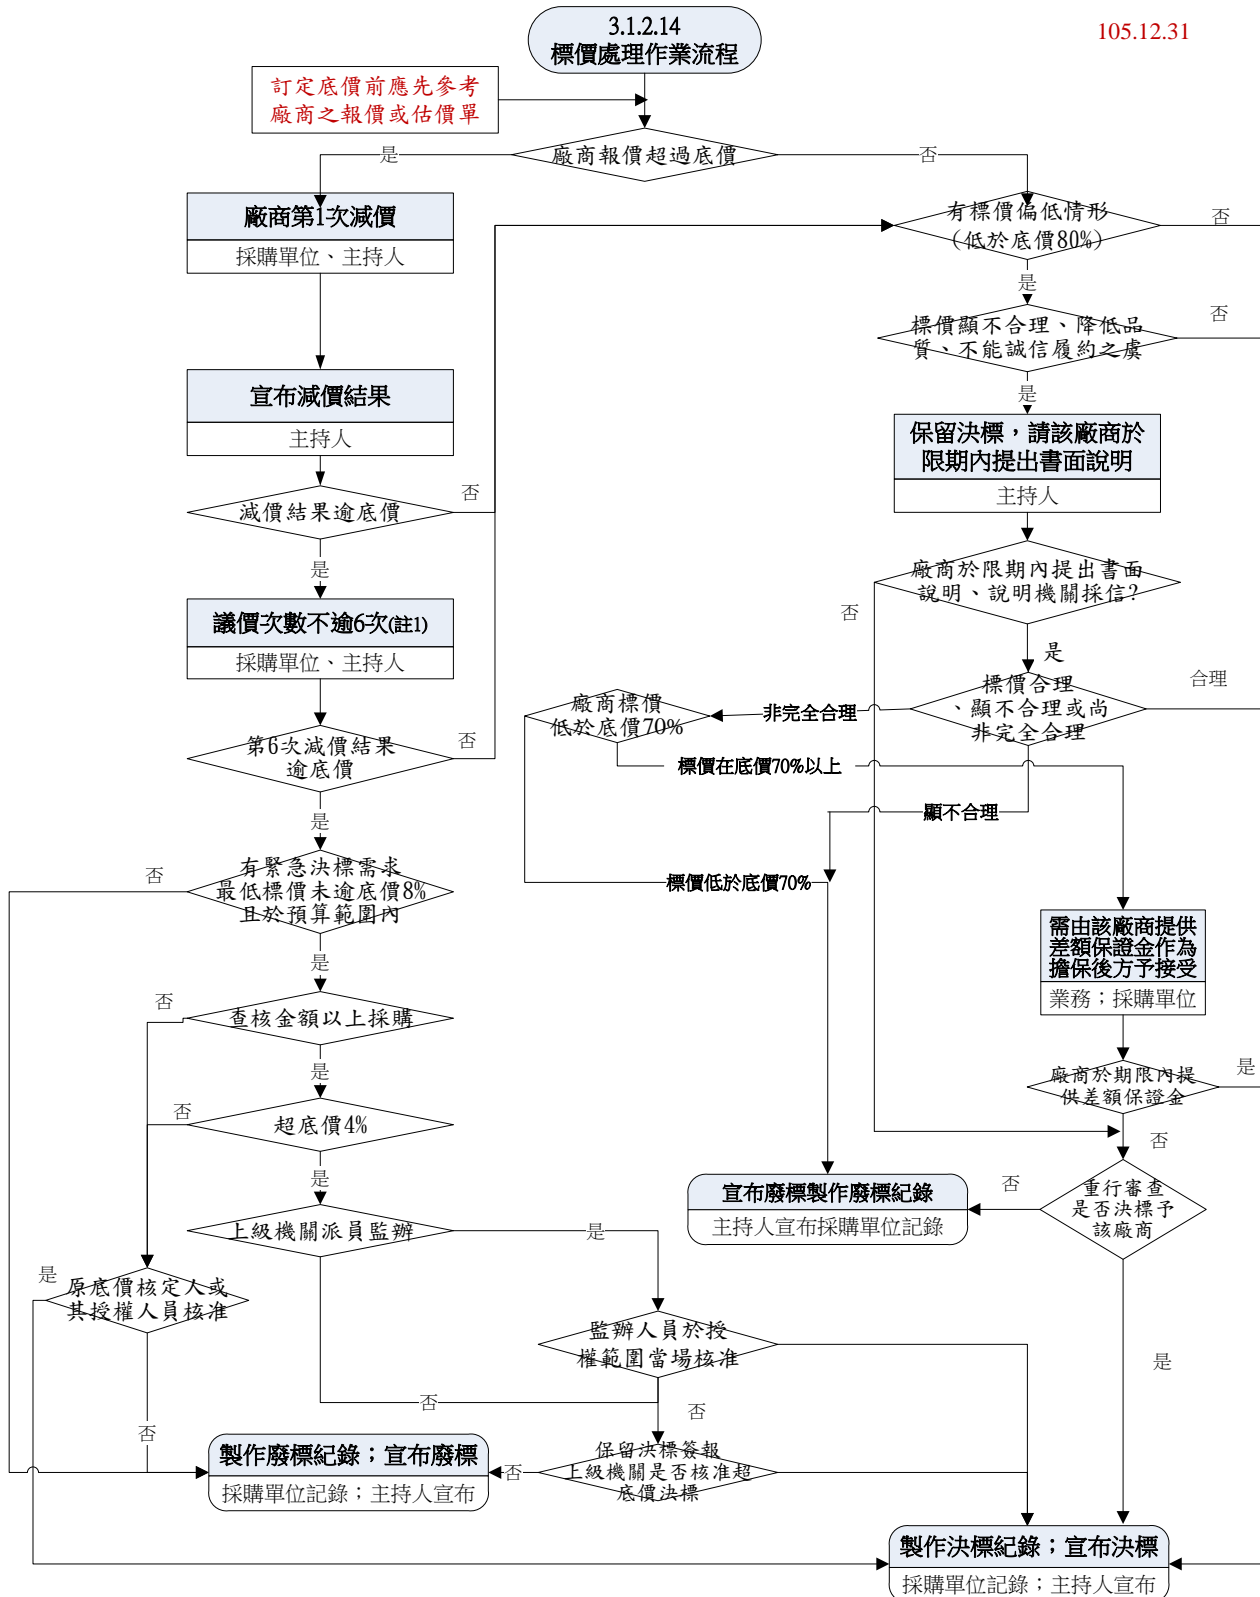 3.1.2.14
標價處理作業流程
105.12.31
訂定底價前應先參考
廠商之報價或估價單
廠商報價超過底價
是
否
廠商第1次減價
採購單位、主持人
有標價偏低情形
(低於底價80%)
否
是
標價顯不合理、降低品
質、不能誠信履約之虞
否
是
宣布減價結果
主持人
保留決標，請該廠商於
限期內提出書面說明
主持人
減價結果逾底價
否
是
廠商於限期內提出書面
說明、說明機關採信?
否
是
議價次數不逾6次(註1)
採購單位、主持人
標價合理
、顯不合理或尚
非完全合理
合理
非完全合理
顯不合理
廠商標價
低於底價70%
標價在底價70%以上
標價低於底價70%
第6次減價結果
逾底價
否
是
有緊急決標需求
最低標價未逾底價8%
且於預算範圍內
否
是
需由該廠商提供
差額保證金作為
擔保後方予接受
業務；採購單位
查核金額以上採購
否
是
廠商於期限內提
供差額保證金
是
否
超底價4%
否
是
重行審查
是否決標予
該廠商
否
是
宣布廢標製作廢標紀錄
主持人宣布採購單位記錄
上級機關派員監辦
是
否
原底價核定人或
其授權人員核准
是
否
監辦人員於授
權範圍當場核准
否
保留決標簽報
上級機關是否核准超
底價決標
否
製作廢標紀錄；宣布廢標
採購單位記錄；主持人宣布
製作決標紀錄；宣布決標
採購單位記錄；主持人宣布